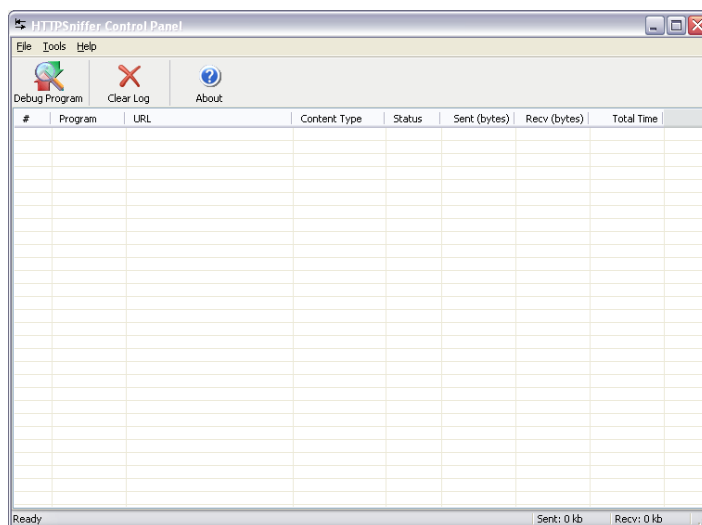 HTTPSniffer Control Panel
File Tools Help
Debug Program Clear Log About
# Program URL Content Type Status Sent (bytes) Recv (bytes) Total Time
Ready Sent: 0 kb Recv: 0 kb